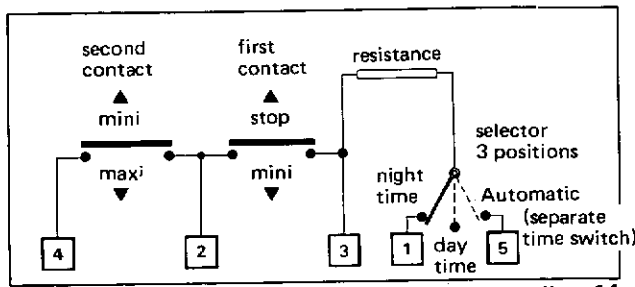 second
contact
mini
maxi
first
contact
stop
mini
resistance
selector
3 positions
night
time
day
time
Automatic
(separate
time switch)
4
2
3
1
5